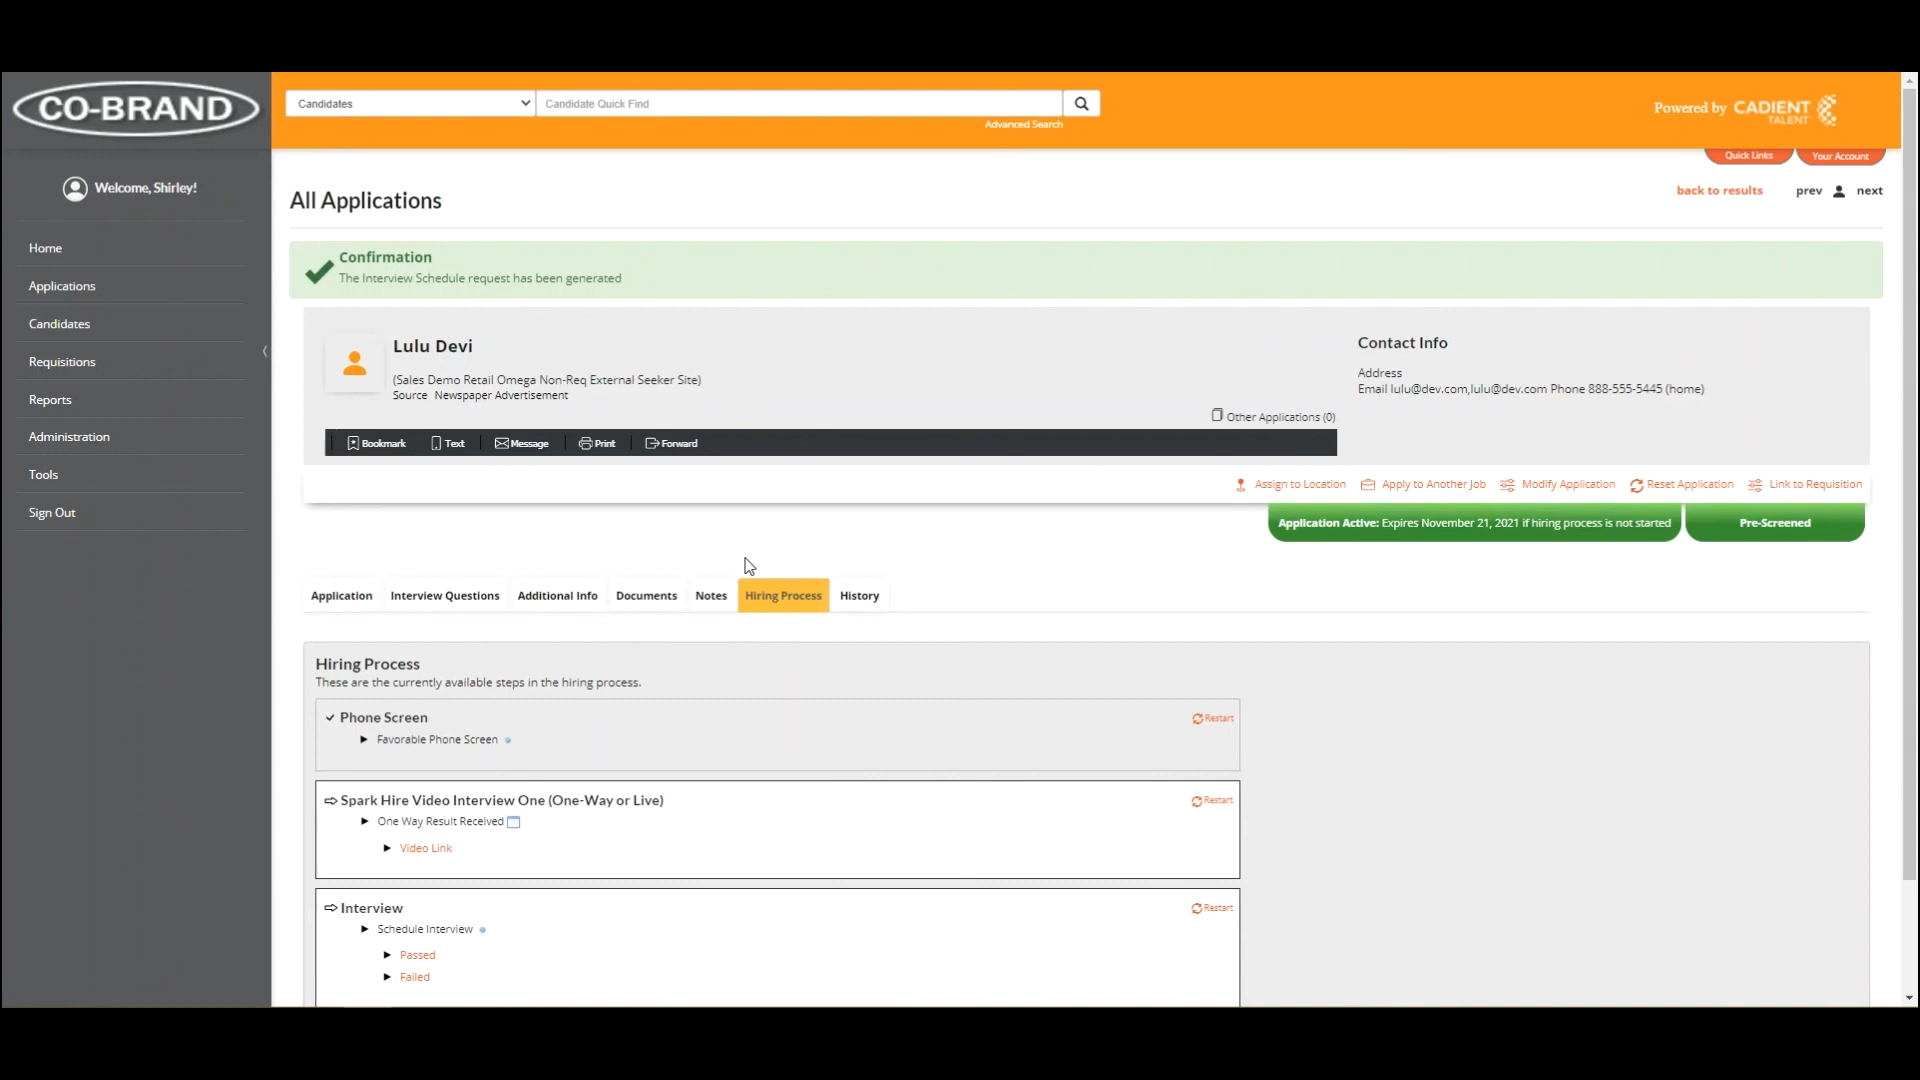 CO-BRAND
Candidates
Candidate Quick Find
Advanced Search
Powered by CADIENT TALENT
Quick Links
Your Account
Welcome, Shirley!
Home
Applications
Candidates
Requisitions
Reports
Administration
Tools
Sign Out
All Applications
back to results
prev
next
Confirmation
The Interview Schedule request has been generated
Lulu Devi
(Sales Demo Retail Omega Non-Req External Seeker Site)
Source Newspaper Advertisement
Other Applications (0)
Bookmark
Text
Message
Print
Forward
Contact Info
Address
Email lulu@dev.com,lulu@dev.com Phone 888-555-5445 (home)
Assign to Location
Apply to Another Job
Modify Application
Reset Application
Link to Requisition
Application Active: Expires November 21, 2021 if hiring process is not started
Pre-Screened
Application
Interview Questions
Additional Info
Documents
Notes
Hiring Process
History
Hiring Process
These are the currently available steps in the hiring process.
Phone Screen
Restart
Favorable Phone Screen
Spark Hire Video Interview One (One-Way or Live)
Restart
One Way Result Received
Video Link
Interview
Restart
Schedule Interview
Passed
Failed